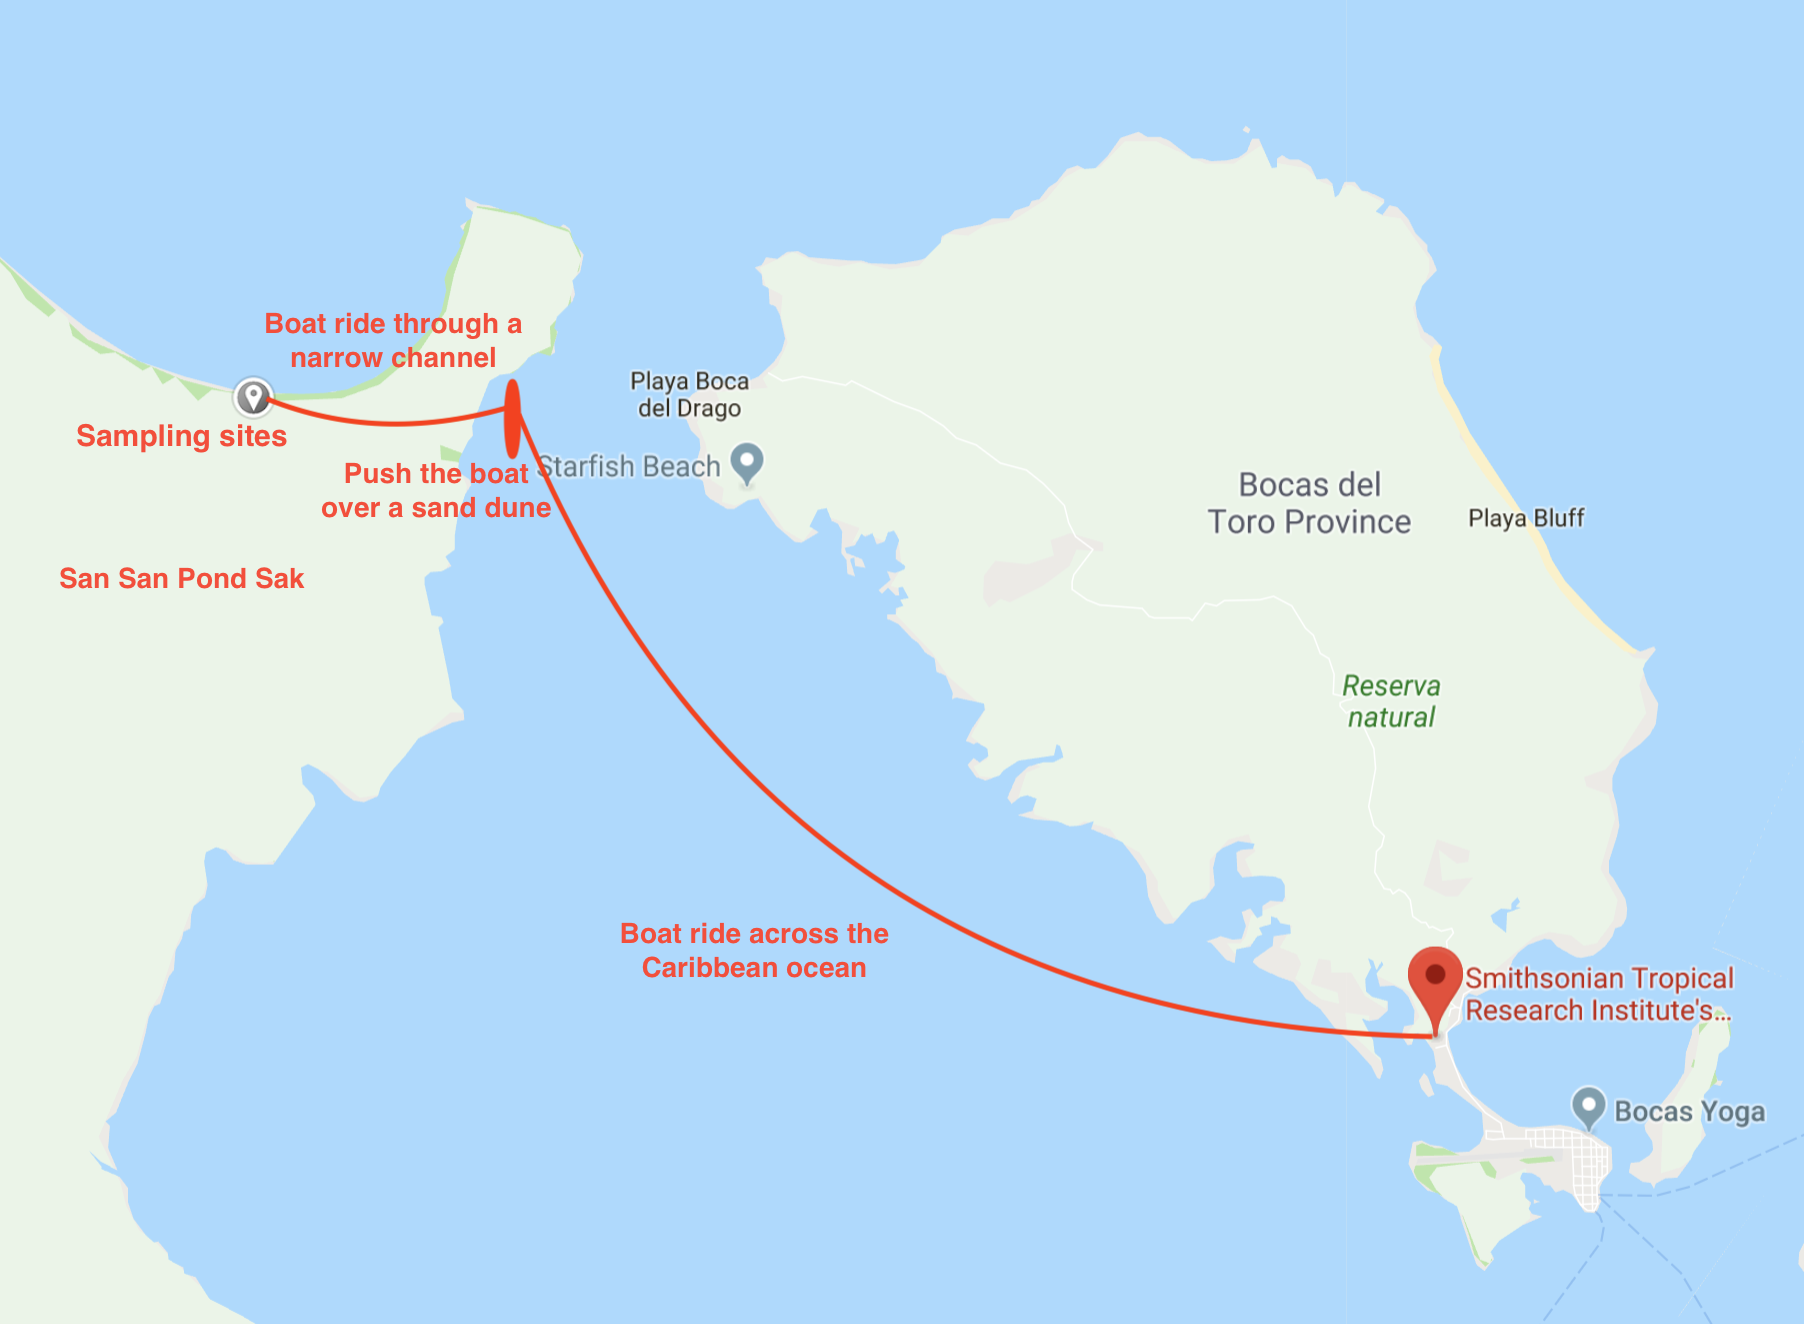 Boat ride through a
narrow channel
Playa Boca
del Drago
Sampling sites
Starfish Beach
Push the boat
over a sand dune
Bocas del
Toro Province
Playa Bluff
San San Pond Sak
Reserva
natural
Boat ride across the
Caribbean ocean
Smithsonian Tropical
Research Institute's...
Bocas Yoga